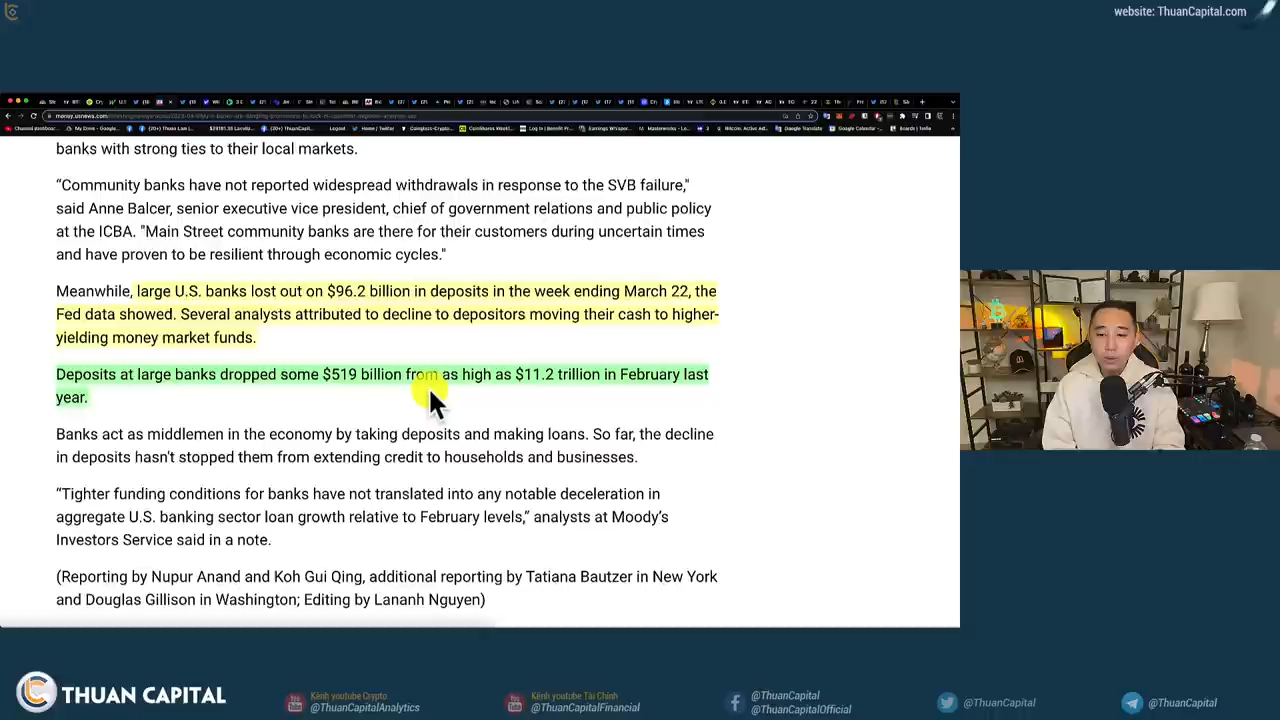 website: ThuanCapital.com
banks with strong ties to their local markets.
“Community banks have not reported widespread withdrawals in response to the SVB failure,"
said Anne Balcer, senior executive vice president, chief of government relations and public policy
at the ICBA. "Main Street community banks are there for their customers during uncertain times
and have proven to be resilient through economic cycles."
Meanwhile, large U.S. banks lost out on $96.2 billion in deposits in the week ending March 22, the
Fed data showed. Several analysts attributed to decline to depositors moving their cash to higher-
yielding money market funds.
Deposits at large banks dropped some $519 billion from as high as $11.2 trillion in February last
year.
Banks act as middlemen in the economy by taking deposits and making loans. So far, the decline
in deposits hasn't stopped them from extending credit to households and businesses.
“Tighter funding conditions for banks have not translated into any notable deceleration in
aggregate U.S. banking sector loan growth relative to February levels,” analysts at Moody’s
Investors Service said in a note.
(Reporting by Nupur Anand and Koh Gui Qing, additional reporting by Tatiana Bautzer in New York
and Douglas Gillison in Washington; Editing by Lananh Nguyen)
THUAN CAPITAL
Kênh youtube Crypto
@ThuanCapitalAnalytics
Kênh youtube Tài Chính
@ThuanCapitalFinancial
@ThuanCapital
@ThuanCapitalOfficial
@ThuanCapital
@ThuanCapital